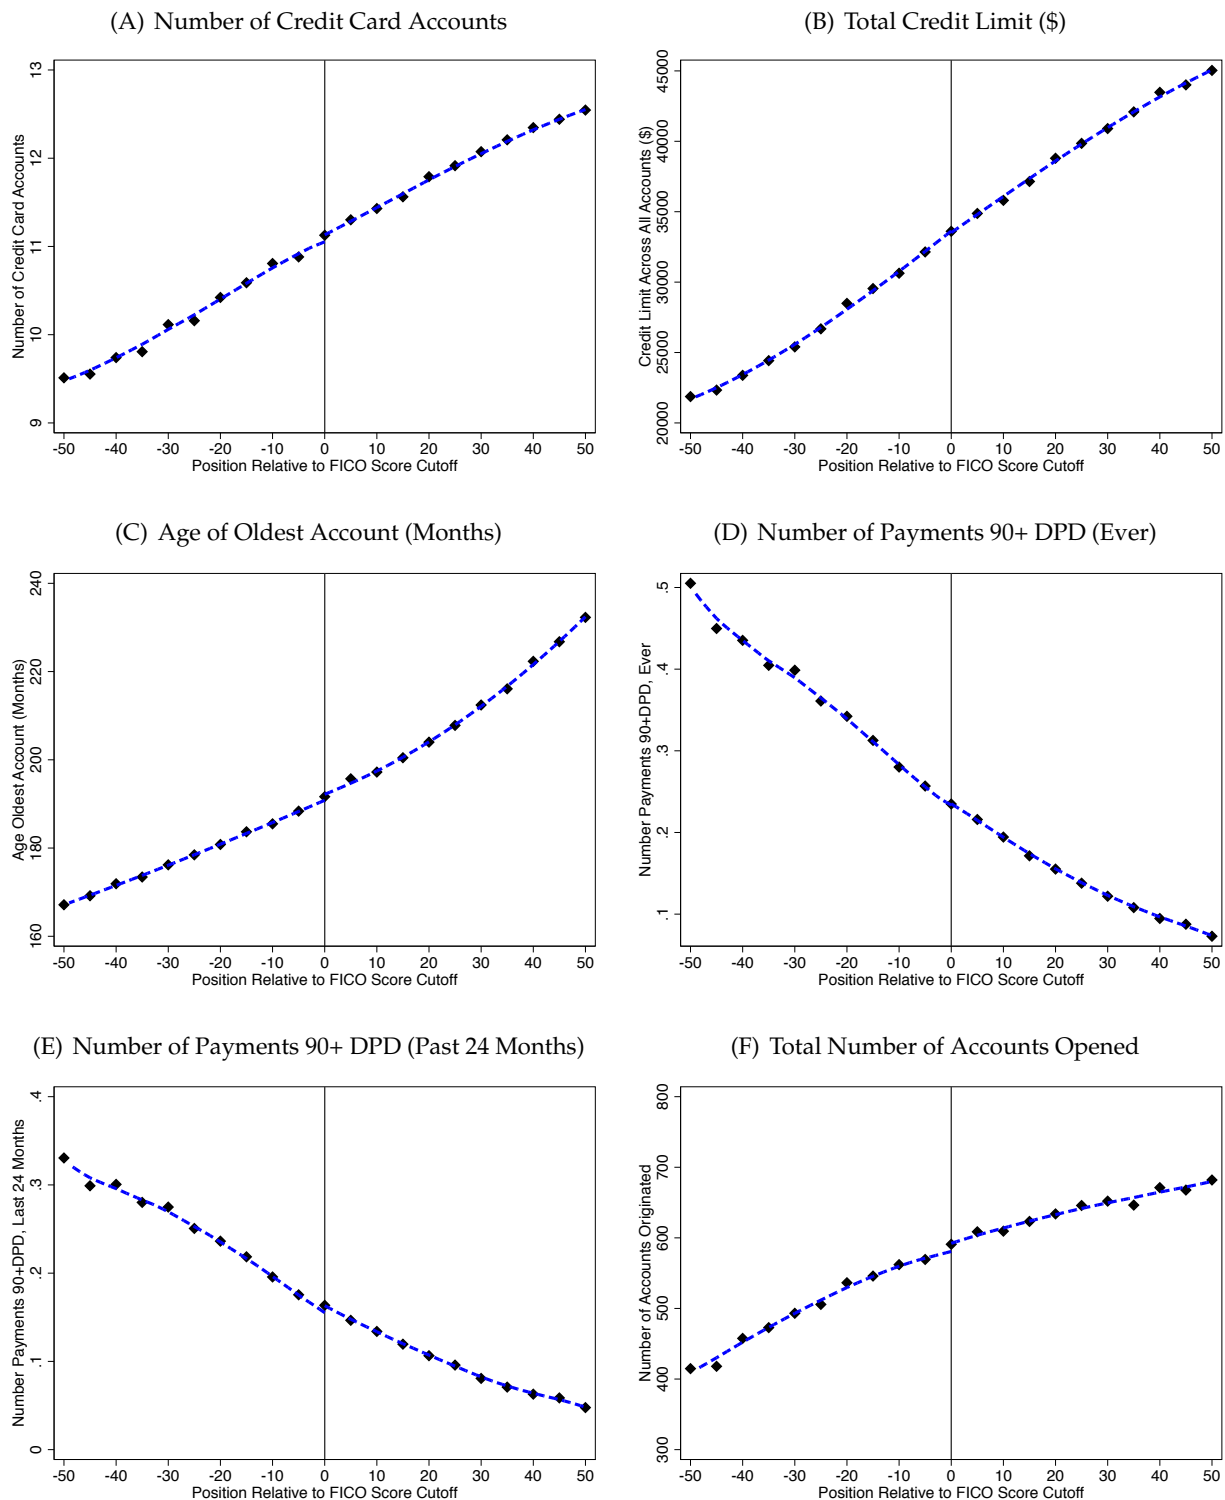 (A) Number of Credit Card Accounts
Number of Credit Card Accounts
13
12
11
10
9
-50 -40 -30 -20 -10 0 10 20 30 40 50
Position Relative to FICO Score Cutoff
(B) Total Credit Limit ($)
Credit Limit Across All Accounts ($)
45000
40000
35000
30000
25000
20000
-50 -40 -30 -20 -10 0 10 20 30 40 50
Position Relative to FICO Score Cutoff
(C) Age of Oldest Account (Months)
Age Oldest Account (Months)
240
220
200
180
160
-50 -40 -30 -20 -10 0 10 20 30 40 50
Position Relative to FICO Score Cutoff
(D) Number of Payments 90+ DPD (Ever)
Number Payments 90+DPD, Ever
.5
.4
.3
.2
.1
-50 -40 -30 -20 -10 0 10 20 30 40 50
Position Relative to FICO Score Cutoff
(E) Number of Payments 90+ DPD (Past 24 Months)
Number Payments 90+DPD, Last 24 Months
.4
.3
.2
.1
0
-50 -40 -30 -20 -10 0 10 20 30 40 50
Position Relative to FICO Score Cutoff
(F) Total Number of Accounts Opened
Number of Accounts Originated
800
700
600
500
400
300
-50 -40 -30 -20 -10 0 10 20 30 40 50
Position Relative to FICO Score Cutoff